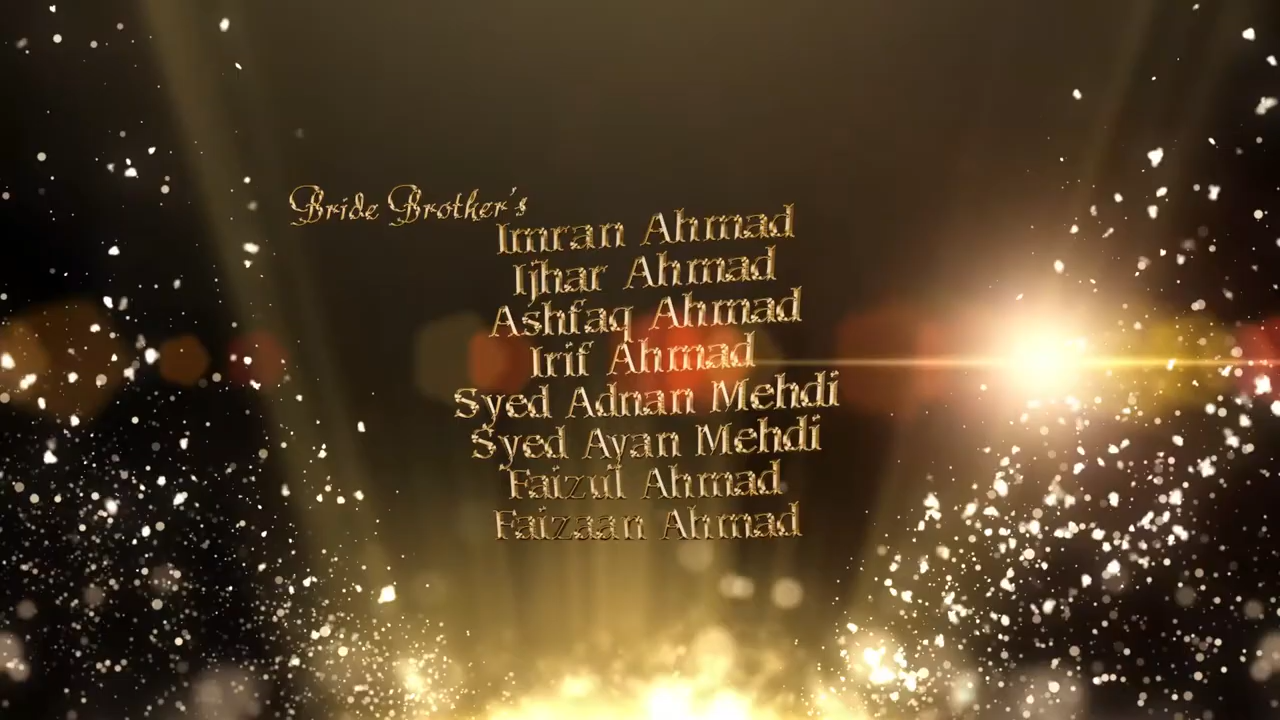 Bride Brother's
Imran Ahmad
Ijhar Ahmad
Ashfaq Ahmad
Irif Ahmad
Syed Adnan Mehdi
Syed Ayan Mehdi
Faizul Ahmad
Faizaan Ahmad